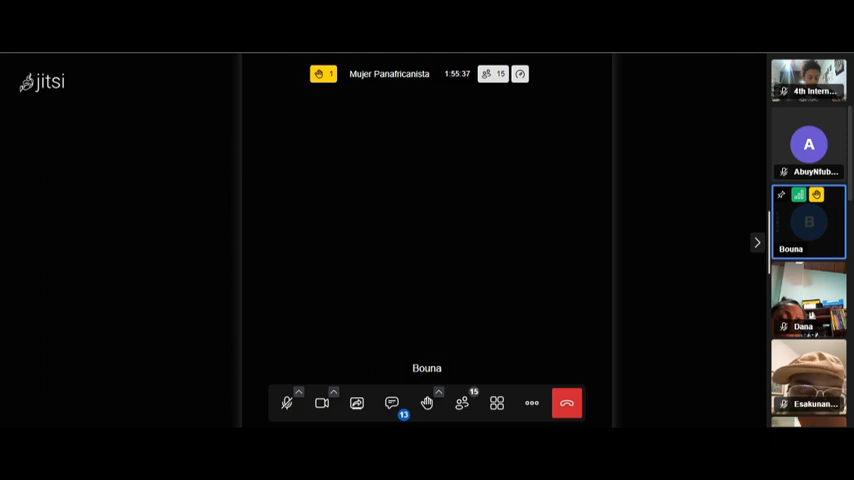 jitsi
1
Mujer Panafricanista
1:55:37
15
4th Intern...
A
AbuyNfub...
B
Bouna
Dana
Esakunan...
Bouna
15
13